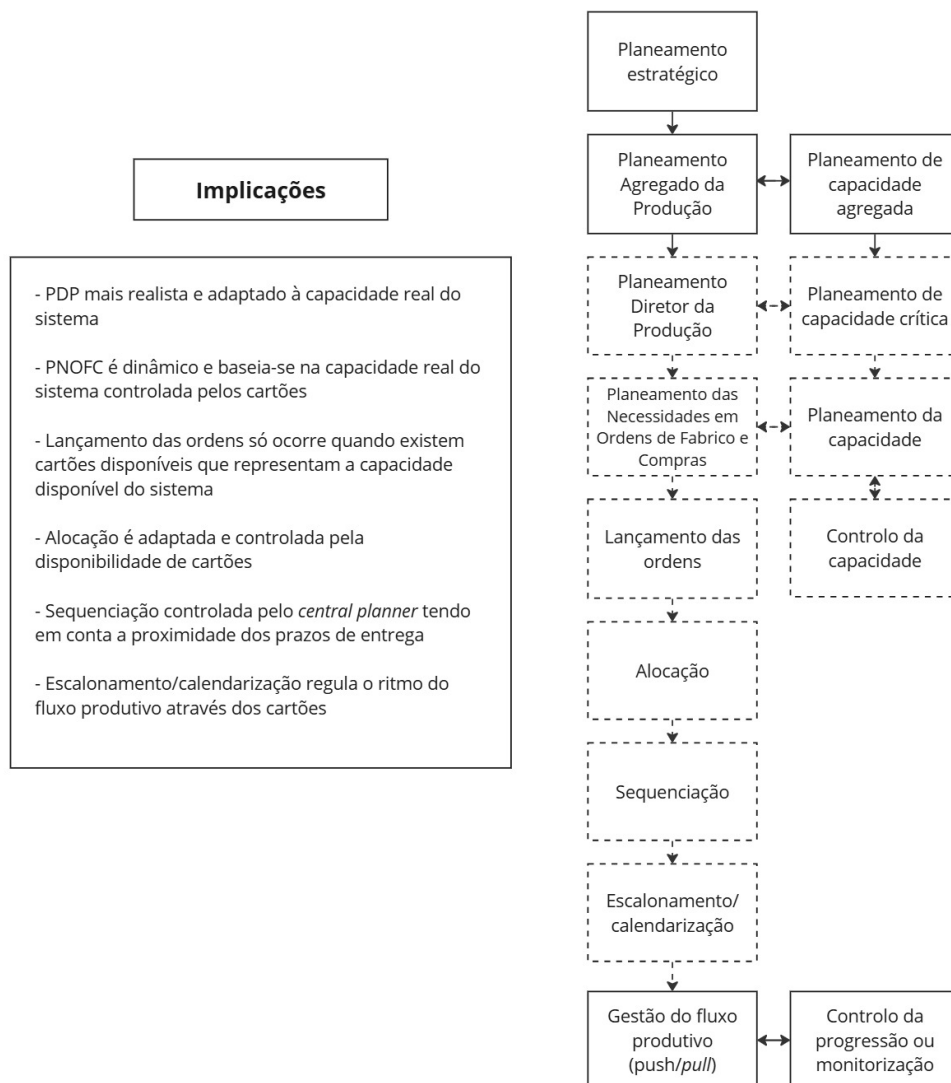 Implicações
- PDP mais realista e adaptado à capacidade real do
sistema
- PNOFC é dinâmico e baseia-se na capacidade real do
sistema controlada pelos cartões
- Lançamento das ordens só ocorre quando existem
cartões disponíveis que representam a capacidade
disponível do sistema
- Alocação é adaptada e controlada pela
disponibilidade de cartões
- Sequenciação controlada pelo central planner tendo
em conta a proximidade dos prazos de entrega
- Escalonamento/calendarização regula o ritmo do
fluxo produtivo através dos cartões
Planeamento
estratégico
Planeamento
Agregado da
Produção
Planeamento de
capacidade
agregada
Planeamento
Diretor da
Produção
Planeamento de
capacidade crítica
Planeamento das
Necessidades em
Ordens de Fabrico e
Compras
Planeamento da
capacidade
Lançamento das
ordens
Controlo da
capacidade
Alocação
Sequenciação
Escalonamento/
calendarização
Gestão do fluxo
produtivo
(push/pull)
Controlo da
progressão ou
monitorização